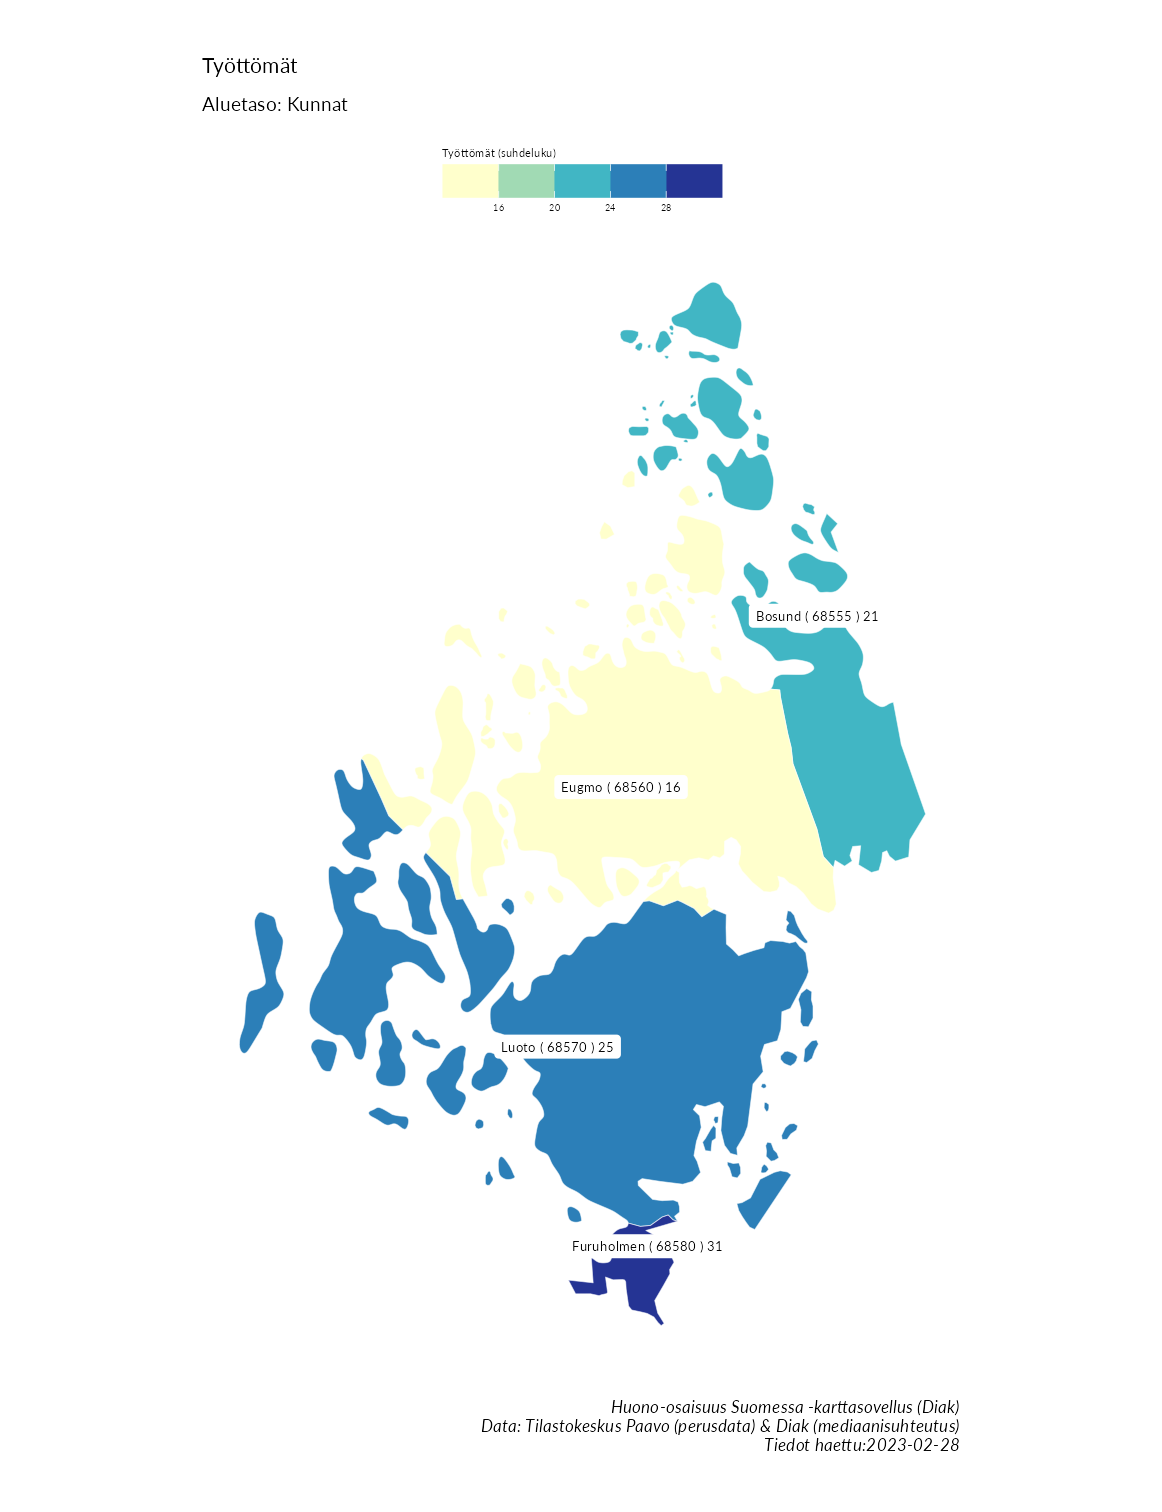 Työttömät
Aluetaso: Kunnat
Työttömät (suhdeluku)
16 20 24 28
Bosund ( 68555 ) 21
Eugmo ( 68560 ) 16
Luoto ( 68570 ) 25
Furuholmen ( 68580 ) 31
Huono-osaisuus Suomessa -karttasovellus (Diak)
Data: Tilastokeskus Paavo (perusdata) & Diak (mediaanisuhteutus)
Tiedot haettu:2023-02-28